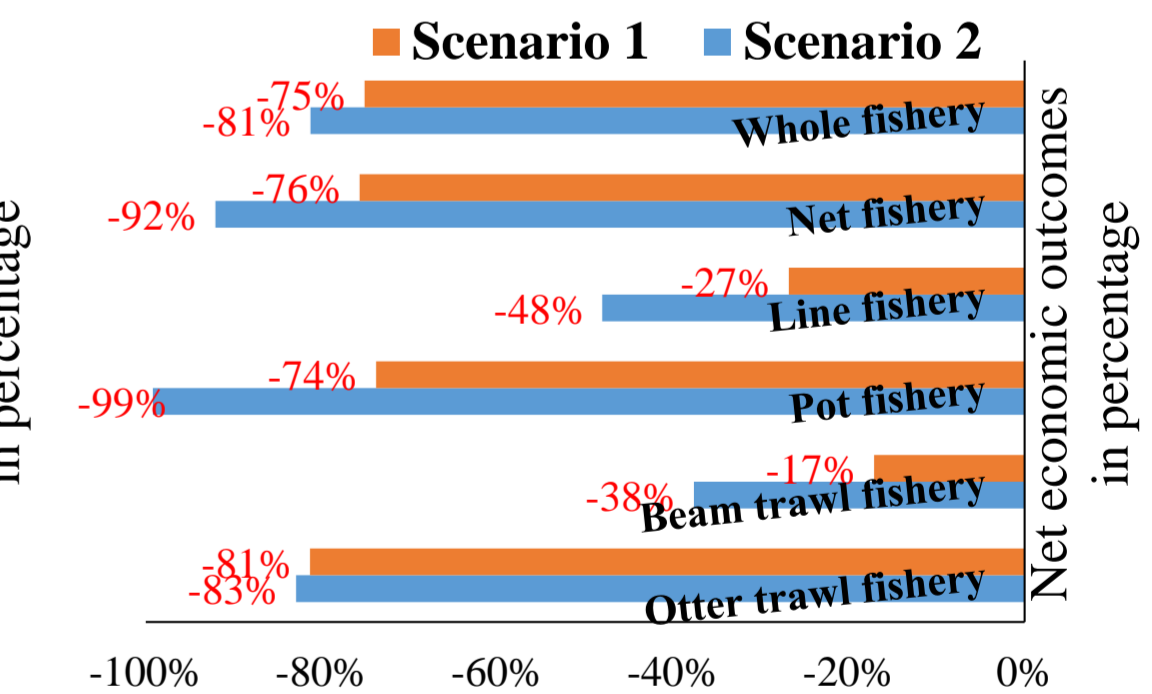 Scenario 1 Scenario 2
-75%
-81%
Whole fishery
-76%
-92%
Net fishery
-27%
-48%
Line fishery
-74%
-99%
Pot fishery
-17%
-38%
Beam trawl fishery
-81%
-83%
Otter trawl fishery
-100% -80% -60% -40% -20% 0%
Net economic outcomes
in percentage
in percentage